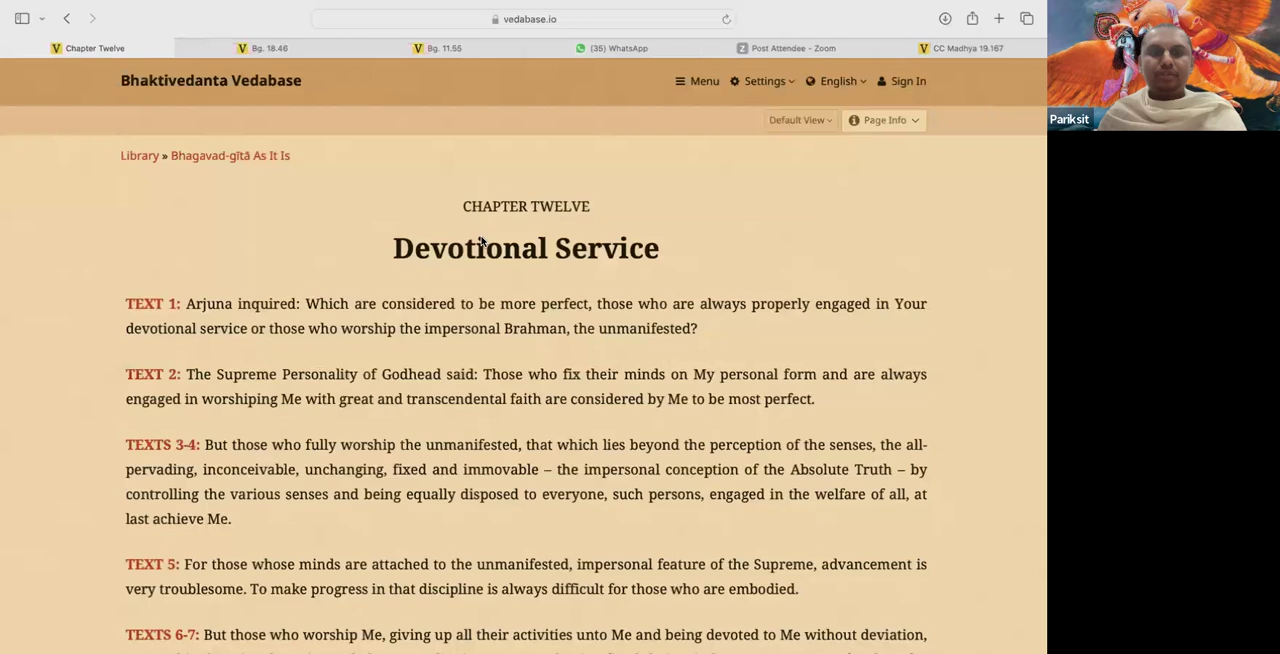 vedabase.io
Chapter Twelve
Bg. 18.46
Bg. 11.55
(35) WhatsApp
Post Attendee - Zoom
CC Madhya 19.167
Bhaktivedanta Vedabase
Menu Settings English Sign In
Default View Page Info
Pariksit
Library » Bhagavad-gītā As It Is
CHAPTER TWELVE
Devotional Service
TEXT 1: Arjuna inquired: Which are considered to be more perfect, those who are always properly engaged in Your
devotional service or those who worship the impersonal Brahman, the unmanifested?
TEXT 2: The Supreme Personality of Godhead said: Those who fix their minds on My personal form and are always
engaged in worshiping Me with great and transcendental faith are considered by Me to be most perfect.
TEXTS 3-4: But those who fully worship the unmanifested, that which lies beyond the perception of the senses, the all-
pervading, inconceivable, unchanging, fixed and immovable – the impersonal conception of the Absolute Truth – by
controlling the various senses and being equally disposed to everyone, such persons, engaged in the welfare of all, at
last achieve Me.
TEXT 5: For those whose minds are attached to the unmanifested, impersonal feature of the Supreme, advancement is
very troublesome. To make progress in that discipline is always difficult for those who are embodied.
TEXTS 6-7: But those who worship Me, giving up all their activities unto Me and being devoted to Me without deviation,